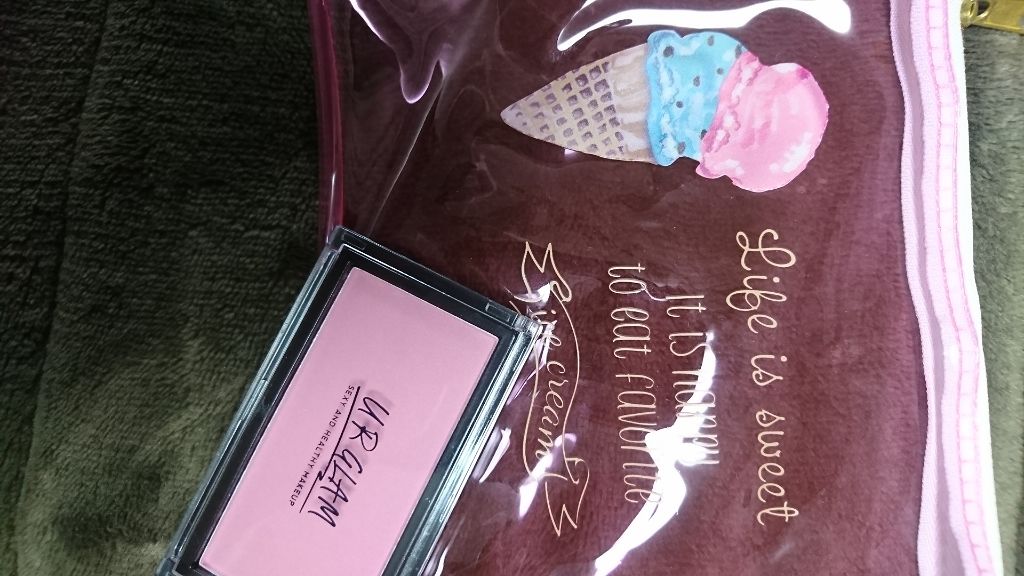 Life is sweet
It is happy
to eat favorite
Ice cream
UR GLAM
SEXY AND HEALTHY MAKEUP